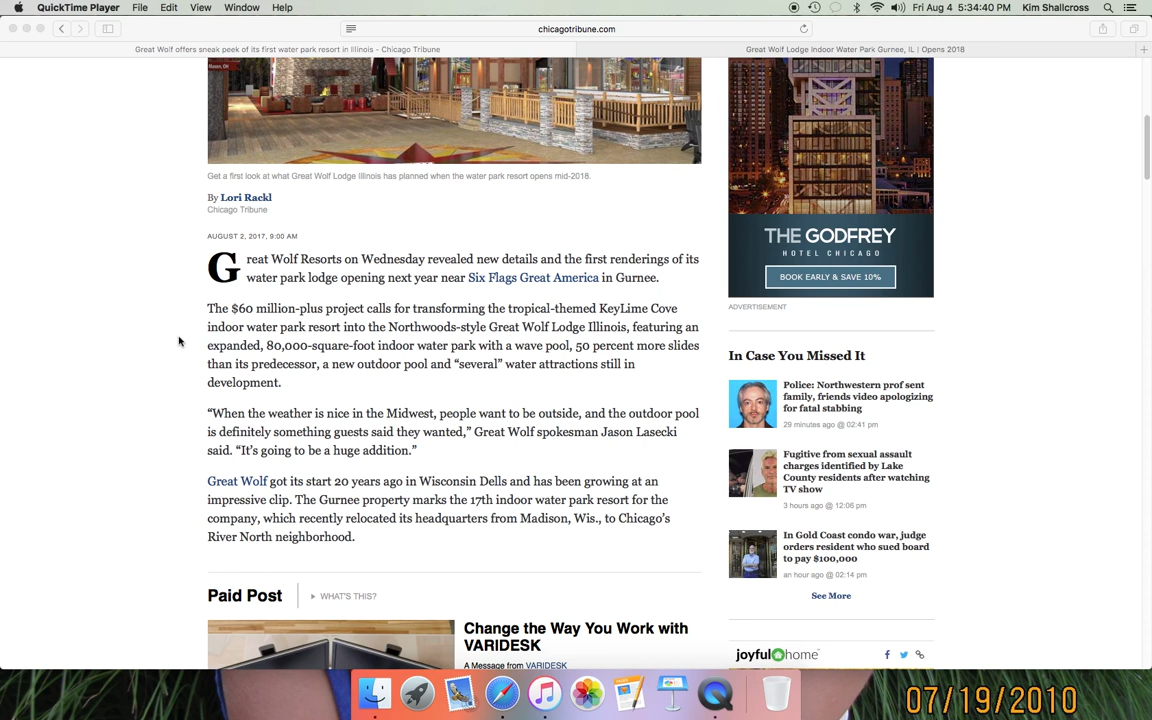 QuickTime Player File Edit View Window Help Fri Aug 4 5:34:40 PM Kim Shallcross
chicagotribune.com
Great Wolf offers sneak peek of its first water park resort in Illinois - Chicago Tribune
Great Wolf Lodge Indoor Water Park Gurnee, IL | Opens 2018
Get a first look at what Great Wolf Lodge Illinois has planned when the water park resort opens mid-2018.
By Lori Rackl
Chicago Tribune
AUGUST 2, 2017, 9:00 AM
Great Wolf Resorts on Wednesday revealed new details and the first renderings of its
water park lodge opening next year near Six Flags Great America in Gurnee.
The $60 million-plus project calls for transforming the tropical-themed KeyLime Cove
indoor water park resort into the Northwoods-style Great Wolf Lodge Illinois, featuring an
expanded, 80,000-square-foot indoor water park with a wave pool, 50 percent more slides
than its predecessor, a new outdoor pool and “several” water attractions still in
development.
“When the weather is nice in the Midwest, people want to be outside, and the outdoor pool
is definitely something guests said they wanted,” Great Wolf spokesman Jason Lasecki
said. “It’s going to be a huge addition.”
Great Wolf got its start 20 years ago in Wisconsin Dells and has been growing at an
impressive clip. The Gurnee property marks the 17th indoor water park resort for the
company, which recently relocated its headquarters from Madison, Wis., to Chicago’s
River North neighborhood.
Paid Post
WHAT'S THIS?
Change the Way You Work with
VARIDESK
A Message from VARIDESK
THE GODFREY
HOTEL CHICAGO
BOOK EARLY & SAVE 10%
ADVERTISEMENT
In Case You Missed It
Police: Northwestern prof sent
family, friends video apologizing
for fatal stabbing
29 minutes ago @ 02:41 pm
Fugitive from sexual assault
charges identified by Lake
County residents after watching
TV show
3 hours ago @ 12:06 pm
In Gold Coast condo war, judge
orders resident who sued board
to pay $100,000
an hour ago @ 02:14 pm
See More
joyful home
07/19/2010